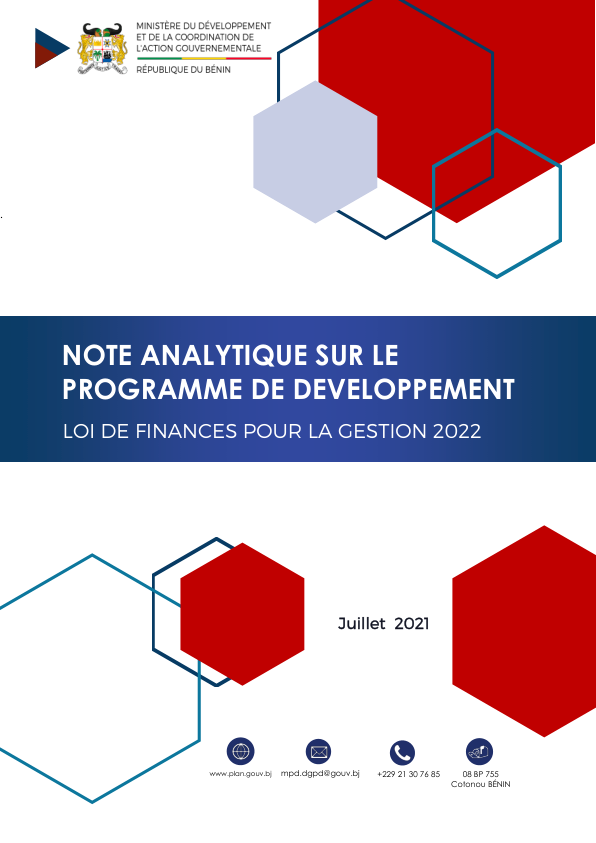 MINISTÈRE DU DÉVELOPPEMENT
ET DE LA COORDINATION DE
L'ACTION GOUVERNEMENTALE
RÉPUBLIQUE DU BÉNIN
NOTE ANALYTIQUE SUR LE
PROGRAMME DE DEVELOPPEMENT
LOI DE FINANCES POUR LA GESTION 2022
Juillet 2021
www.plan.gouv.bj
mpd.dgpd@gouv.bj
+229 21 30 76 85
08 BP 755
Cotonou BÉNIN